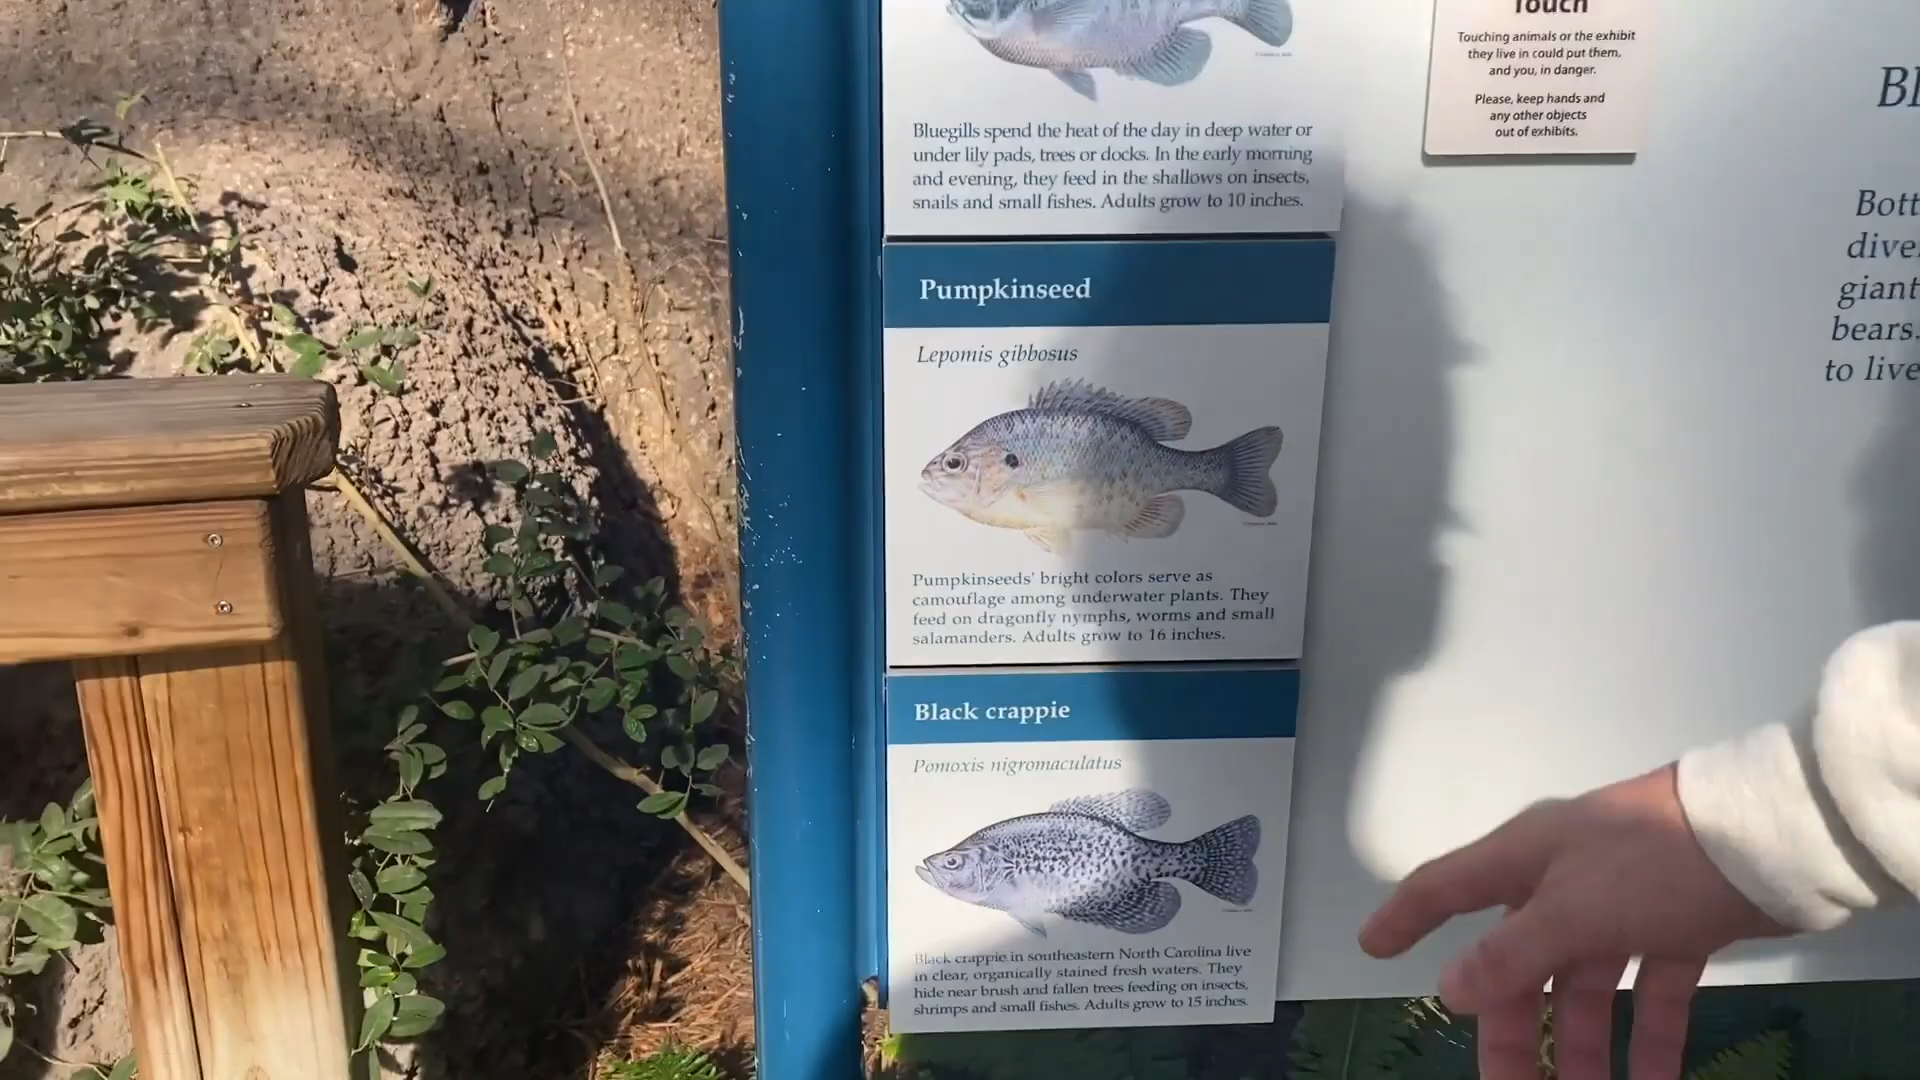 Touch
Touching animals or the exhibit
they live in could put them,
and you, in danger.
Please, keep hands and
any other objects
out of exhibits.
Bluegills spend the heat of the day in deep water or
under lily pads, trees or docks. In the early morning
and evening, they feed in the shallows on insects,
snails and small fishes. Adults grow to 10 inches.
Pumpkinseed
Lepomis gibbosus
Pumpkinseeds' bright colors serve as
camouflage among underwater plants. They
feed on dragonfly nymphs, worms and small
salamanders. Adults grow to 16 inches.
Black crappie
Pomoxis nigromaculatus
Black crappie in southeastern North Carolina live
in clear, organically stained fresh waters. They
hide near brush and fallen trees feeding on insects,
shrimps and small fishes. Adults grow to 15 inches.
Bott
dive
giant
bears.
to live